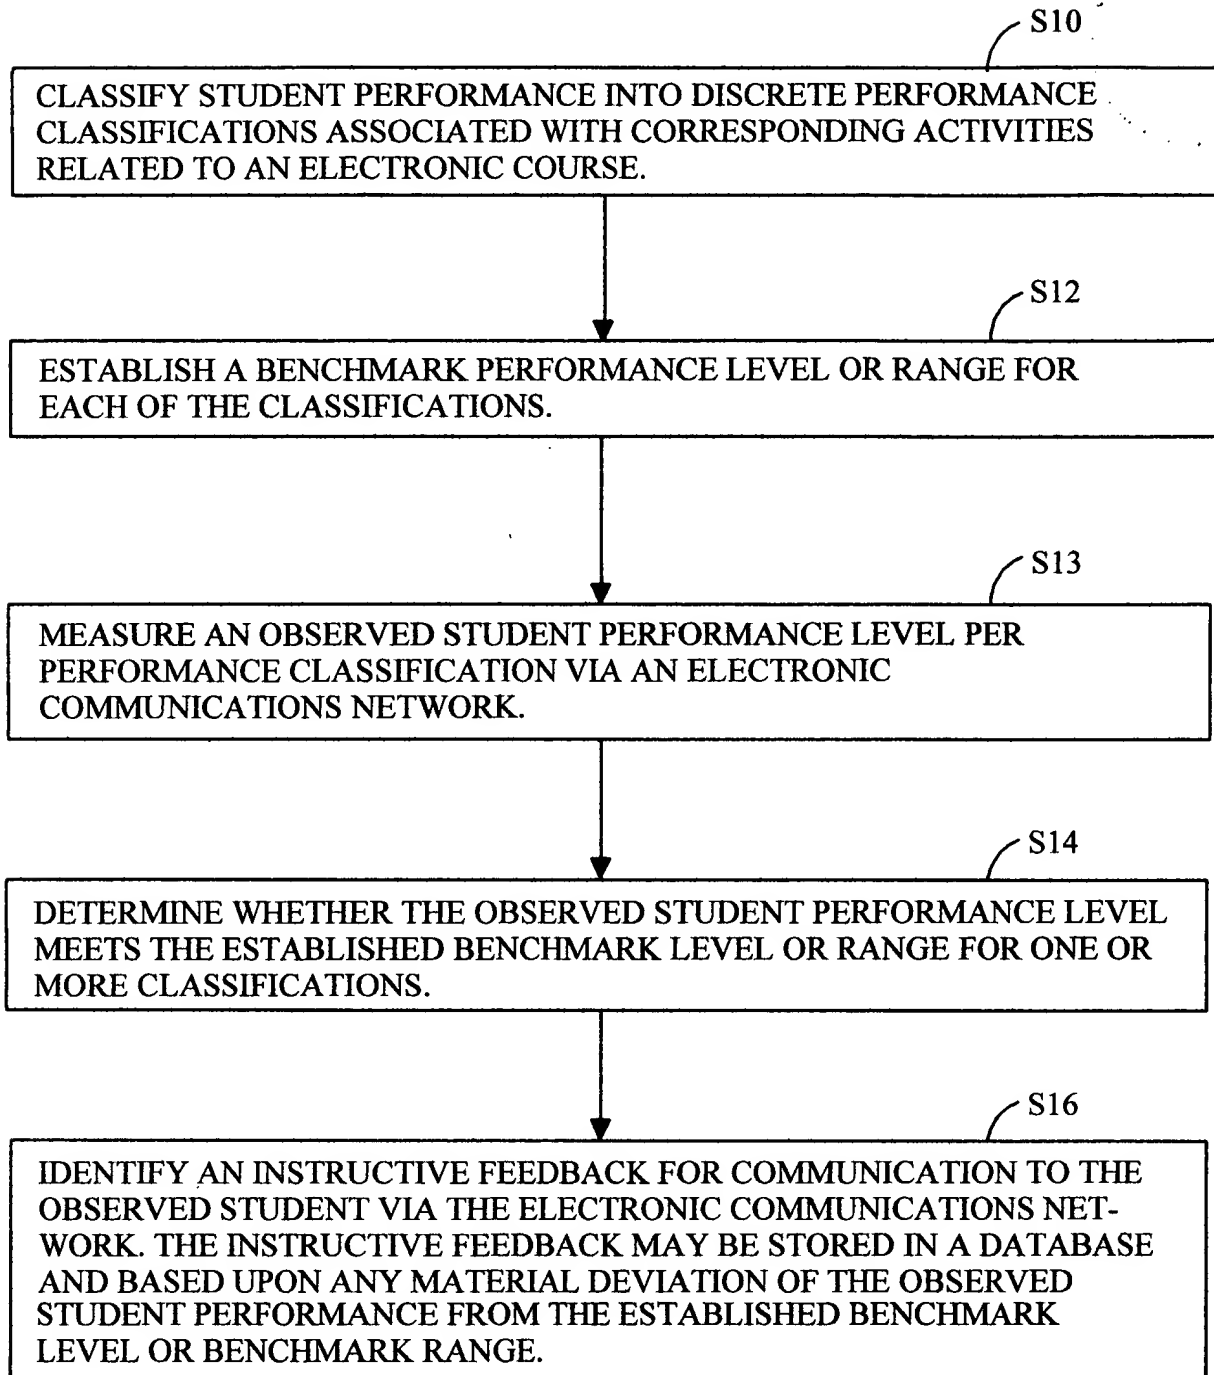 S10
CLASSIFY STUDENT PERFORMANCE INTO DISCRETE PERFORMANCE
CLASSIFICATIONS ASSOCIATED WITH CORRESPONDING ACTIVITIES
RELATED TO AN ELECTRONIC COURSE.
S12
ESTABLISH A BENCHMARK PERFORMANCE LEVEL OR RANGE FOR
EACH OF THE CLASSIFICATIONS.
S13
MEASURE AN OBSERVED STUDENT PERFORMANCE LEVEL PER
PERFORMANCE CLASSIFICATION VIA AN ELECTRONIC
COMMUNICATIONS NETWORK.
S14
DETERMINE WHETHER THE OBSERVED STUDENT PERFORMANCE LEVEL
MEETS THE ESTABLISHED BENCHMARK LEVEL OR RANGE FOR ONE OR
MORE CLASSIFICATIONS.
S16
IDENTIFY AN INSTRUCTIVE FEEDBACK FOR COMMUNICATION TO THE
OBSERVED STUDENT VIA THE ELECTRONIC COMMUNICATIONS NET-
WORK. THE INSTRUCTIVE FEEDBACK MAY BE STORED IN A DATABASE
AND BASED UPON ANY MATERIAL DEVIATION OF THE OBSERVED
STUDENT PERFORMANCE FROM THE ESTABLISHED BENCHMARK
LEVEL OR BENCHMARK RANGE.